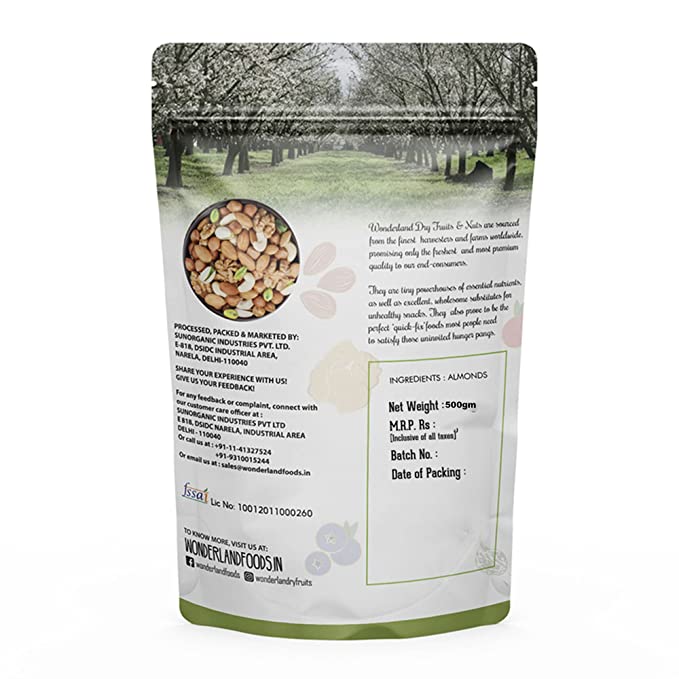 Wonderland Dry Fruits & Nuts are sourced
from the finest harvesters and farms worldwide,
promising only the freshest and most premium
quality to our end-consumers.
They are tiny powerhouses of essential nutrients,
as well as excellent, wholesome substitutes for
unhealthy snacks. They also prove to be the
perfect 'quick-fix' foods most people need
to satisfy those uninvited hunger pangs.
PROCESSED, PACKED & MARKETED BY:
SUNORGANIC INDUSTRIES PVT. LTD.
E-818, DSIDC INDUSTRIAL AREA,
NARELA, DELHI-110040
SHARE YOUR EXPERIENCE WITH US!
GIVE US YOUR FEEDBACK!
For any feedback or complaint, connect with
our customer care officer at :
SUNORGANIC INDUSTRIES PVT LTD
E 818, DSIDC NARELA, INDUSTRIAL AREA
DELHI - 110040
Or call us at : +91-11-41327524
+91-9310015244
Or email us at : sales@wonderlandfoods.in
fssai
Lic No: 10012011000260
TO KNOW MORE, VISIT US AT:
WONDERLANDFOODS.IN
wonderlandfoods wonderlandryfruits
INGREDIENTS : ALMONDS
Net Weight :500gm
M.R.P. Rs :
[Inclusive of all taxes]
Batch No. :
Date of Packing :